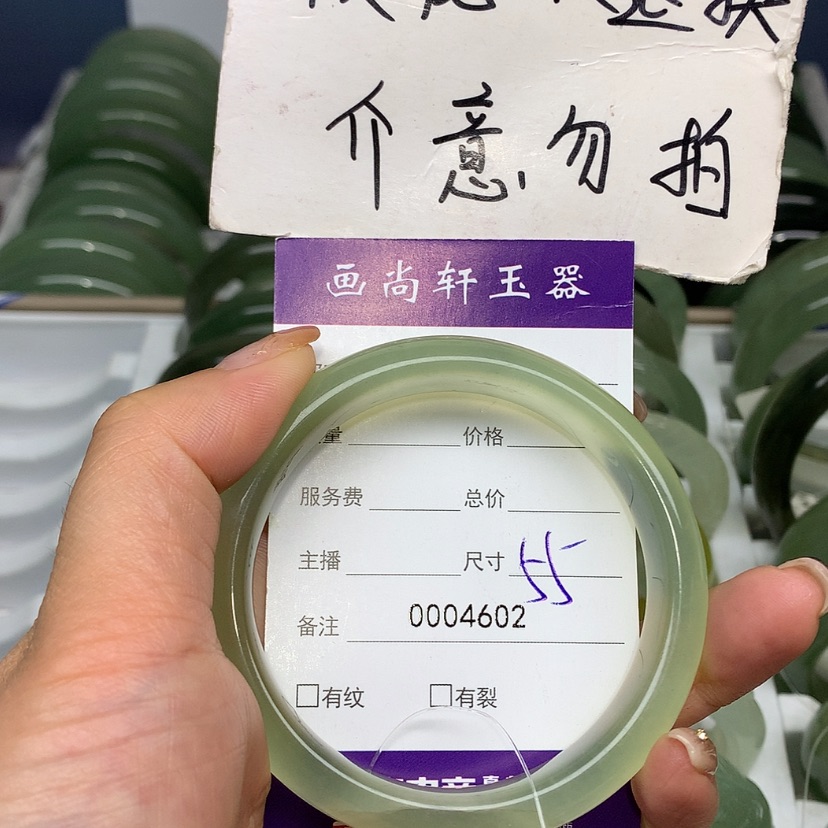 介意勿拍
画尚轩玉器
量 价格
服务费 总价
主播 尺寸 55
备注 0004602
□有纹 □有裂